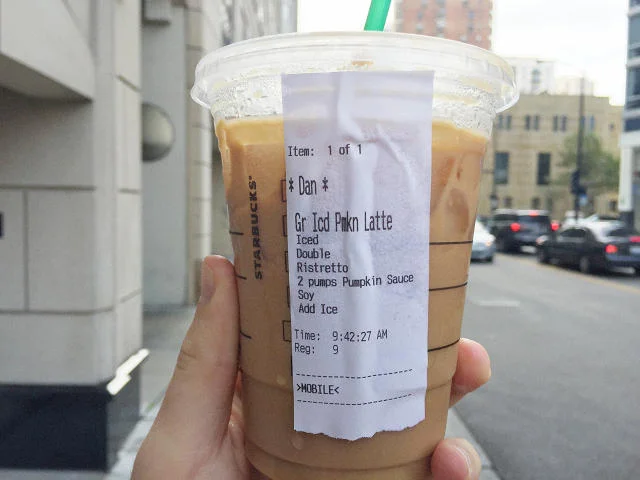 Item: 1 of 1
* Dan *
Gr Icd Pmkn Latte
Iced
Double
Ristretto
2 pumps Pumpkin Sauce
Soy
Add Ice
Time: 9:42:27 AM
Reg: 9
>MOBILE<
STARBUCKS